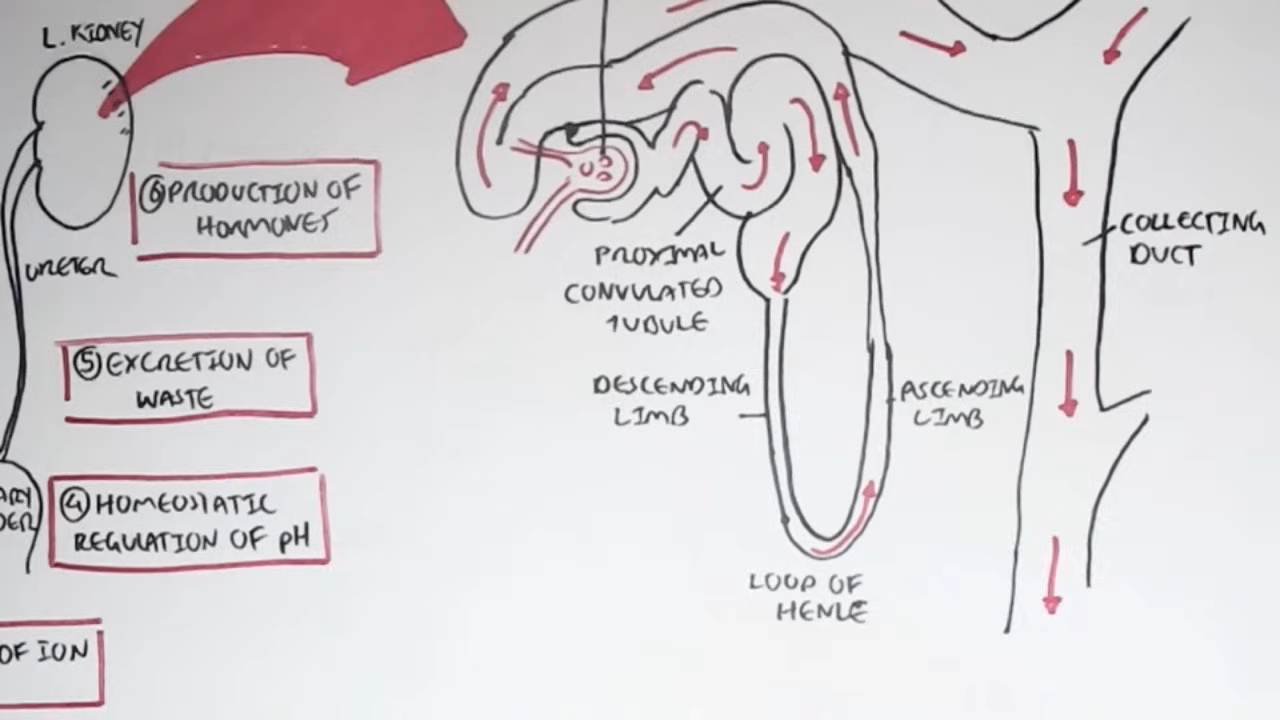 L. KIDNEY
⑥ PRODUCTION OF
HORMONES
URETER
⑤ EXCRETION OF
WASTE
④ HOMEOSTATIC
REGULATION OF pH
OF ION
PROXIMAL
CONVULATED
TUBULE
DESCENDING
LIMB
ASCENDING
LIMB
LOOP OF
HENLE
COLLECTING
DUCT